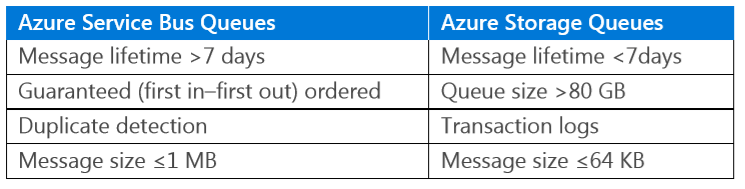 Azure Service Bus Queues Azure Storage Queues
Message lifetime >7 days Message lifetime <7days
Guaranteed (first in–first out) ordered Queue size >80 GB
Duplicate detection Transaction logs
Message size ≤1 MB Message size ≤64 KB